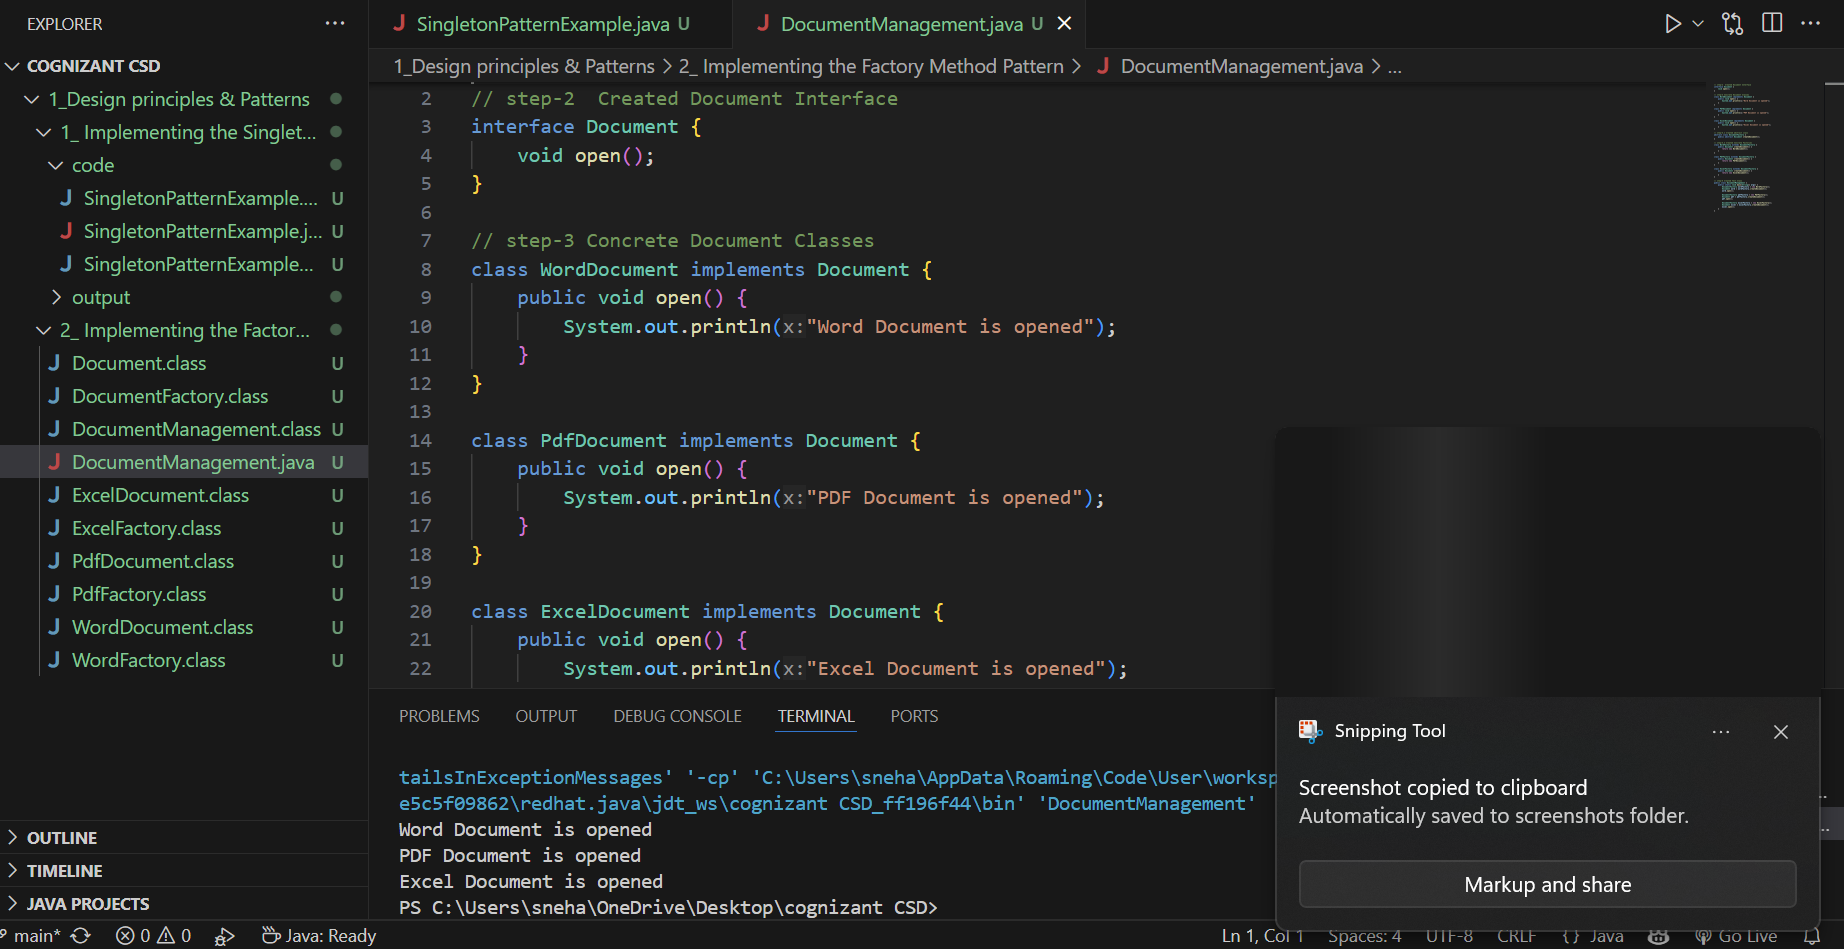 EXPLORER
COGNIZANT CSD
1_Design principles & Patterns
1_ Implementing the Singlet...
code
SingletonPatternExample.... U
SingletonPatternExample.j... U
SingletonPatternExample... U
output
2_ Implementing the Factor...
Document.class U
DocumentFactory.class U
DocumentManagement.class U
DocumentManagement.java U
ExcelDocument.class U
ExcelFactory.class U
PdfDocument.class U
PdfFactory.class U
WordDocument.class U
WordFactory.class U
OUTLINE
TIMELINE
JAVA PROJECTS
SingletonPatternExample.java U
DocumentManagement.java U
1_Design principles & Patterns > 2_ Implementing the Factory Method Pattern > DocumentManagement.java > ...
2 // step-2  Created Document Interface
3 interface Document {
4     void open();
5 }
6
7 // step-3 Concrete Document Classes
8 class WordDocument implements Document {
9     public void open() {
10         System.out.println(x:"Word Document is opened");
11     }
12 }
13
14 class PdfDocument implements Document {
15     public void open() {
16         System.out.println(x:"PDF Document is opened");
17     }
18 }
19
20 class ExcelDocument implements Document {
21     public void open() {
22         System.out.println(x:"Excel Document is opened");
PROBLEMS OUTPUT DEBUG CONSOLE TERMINAL PORTS
tailsInExceptionMessages' '-cp' 'C:\Users\sneha\AppData\Roaming\Code\User\worksp
e5c5f09862\redhat.java\jdt_ws\cognizant CSD_ff196f44\bin' 'DocumentManagement'
Word Document is opened
PDF Document is opened
Excel Document is opened
PS C:\Users\sneha\OneDrive\Desktop\cognizant CSD>
Snipping Tool
Screenshot copied to clipboard
Automatically saved to screenshots folder.
Markup and share
main* 0 0 Java: Ready
Ln 1, Col 1 Spaces: 4 UTF-8 CRLF {} Java Go Live